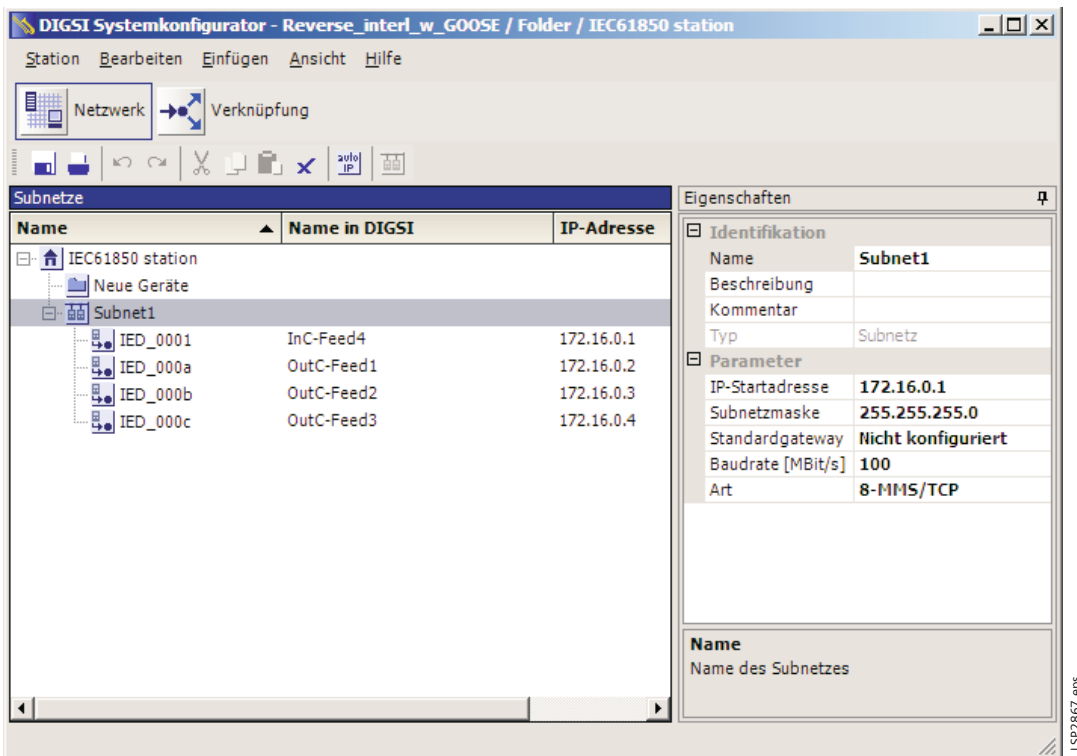 DIGSI Systemkonfigurator - Reverse_interl_w_GOOSE / Folder / IEC61850 station
Station Bearbeiten Einfügen Ansicht Hilfe
Netzwerk Verknüpfung
auto IP
Subnetze
Name Name in DIGSI IP-Adresse
IEC61850 station
Neue Geräte
Subnet1
IED_0001 InC-Feed4 172.16.0.1
IED_000a OutC-Feed1 172.16.0.2
IED_000b OutC-Feed2 172.16.0.3
IED_000c OutC-Feed3 172.16.0.4
Eigenschaften
Identifikation
Name Subnet1
Beschreibung
Kommentar
Typ Subnetz
Parameter
IP-Startadresse 172.16.0.1
Subnetzmaske 255.255.255.0
Standardgateway Nicht konfiguriert
Baudrate [MBit/s] 100
Art 8-MMS/TCP
Name
Name des Subnetzes
LSP2867.eps